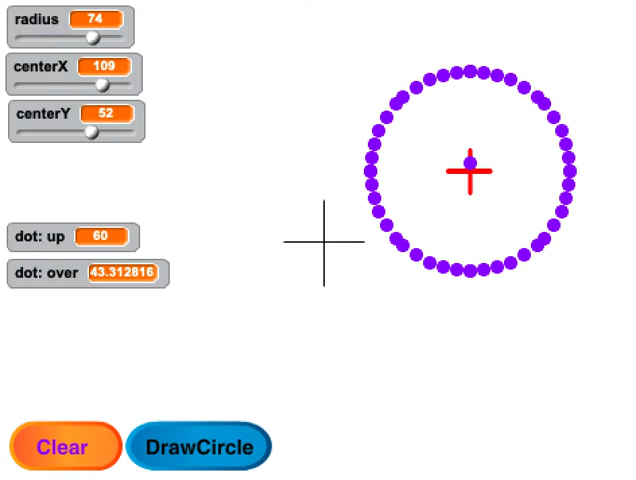 radius 74
centerX 109
centerY 52
dot: up 60
dot: over 43.312816
Clear DrawCircle